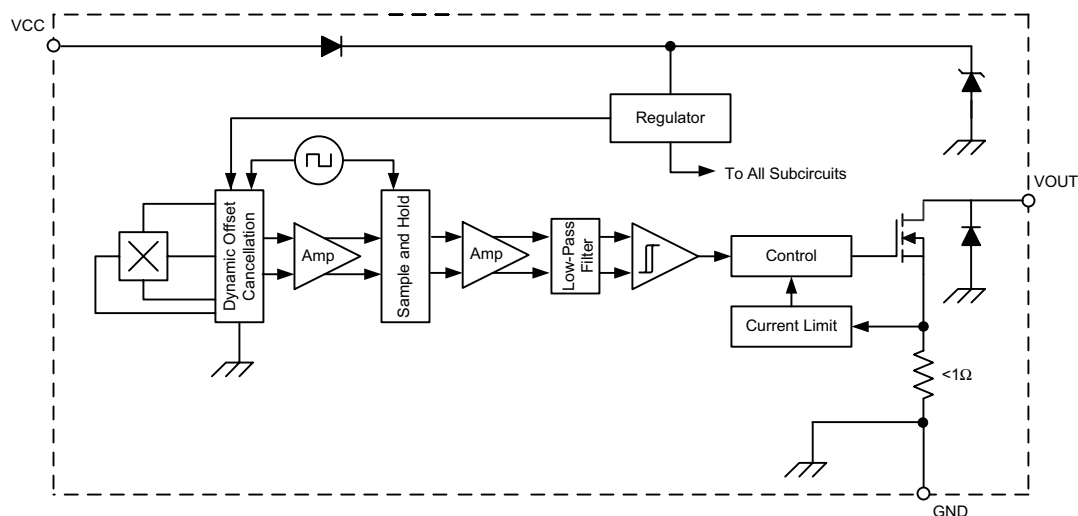 VCC
Regulator
To All Subcircuits
VOUT
Dynamic Offset
Cancellation
Amp
Sample and Hold
Amp
Low-Pass
Filter
Control
Current Limit
<1Ω
GND